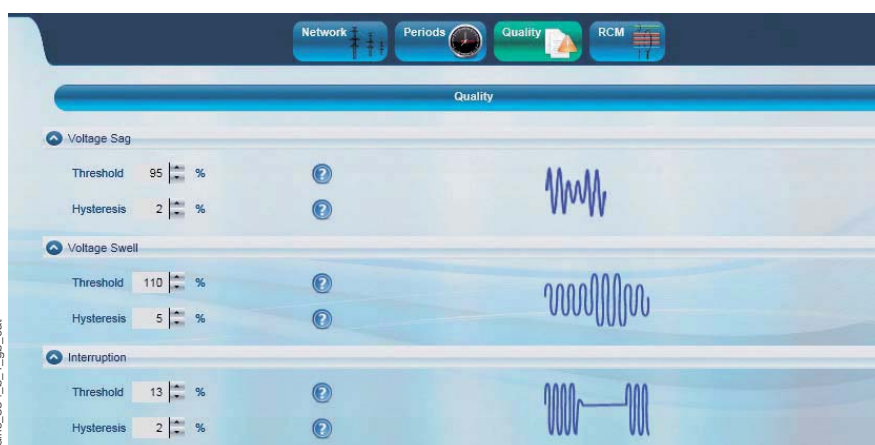 Network Periods Quality RCM
Quality
Voltage Sag
Threshold 95 %
Hysteresis 2 %
Voltage Swell
Threshold 110 %
Hysteresis 5 %
Interruption
Threshold 13 %
Hysteresis 2 %